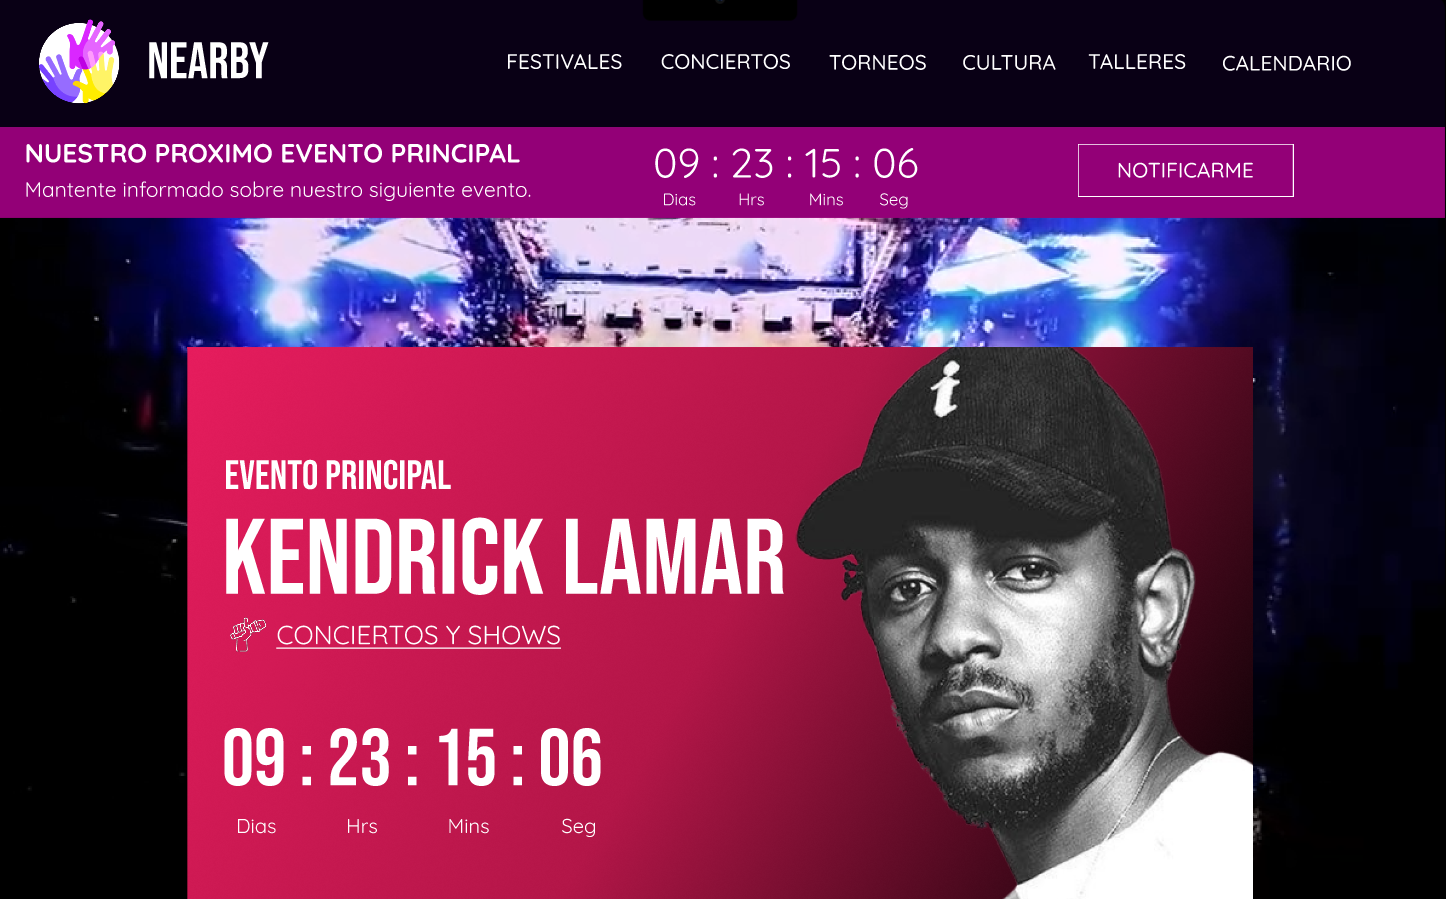 NEARBY
FESTIVALES CONCIERTOS TORNEOS CULTURA TALLERES CALENDARIO
NUESTRO PROXIMO EVENTO PRINCIPAL
Mantente informado sobre nuestro siguiente evento.
09 : 23 : 15 : 06
Dias Hrs Mins Seg
NOTIFICARME
i
EVENTO PRINCIPAL
KENDRICK LAMAR
CONCIERTOS Y SHOWS
09 : 23 : 15 : 06
Dias Hrs Mins Seg